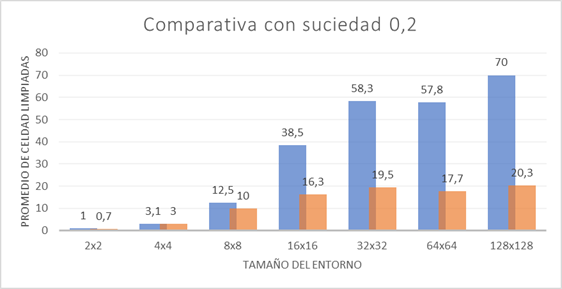 Comparativa con suciedad 0,2
PROMEDIO DE CELDAD LIMPIADAS
80
70
60
50
40
30
20
10
0
1
0,7
3,1
3
12,5
10
38,5
16,3
58,3
19,5
57,8
17,7
70
20,3
2x2
4x4
8x8
16x16
32x32
64x64
128x128
TAMAÑO DEL ENTORNO